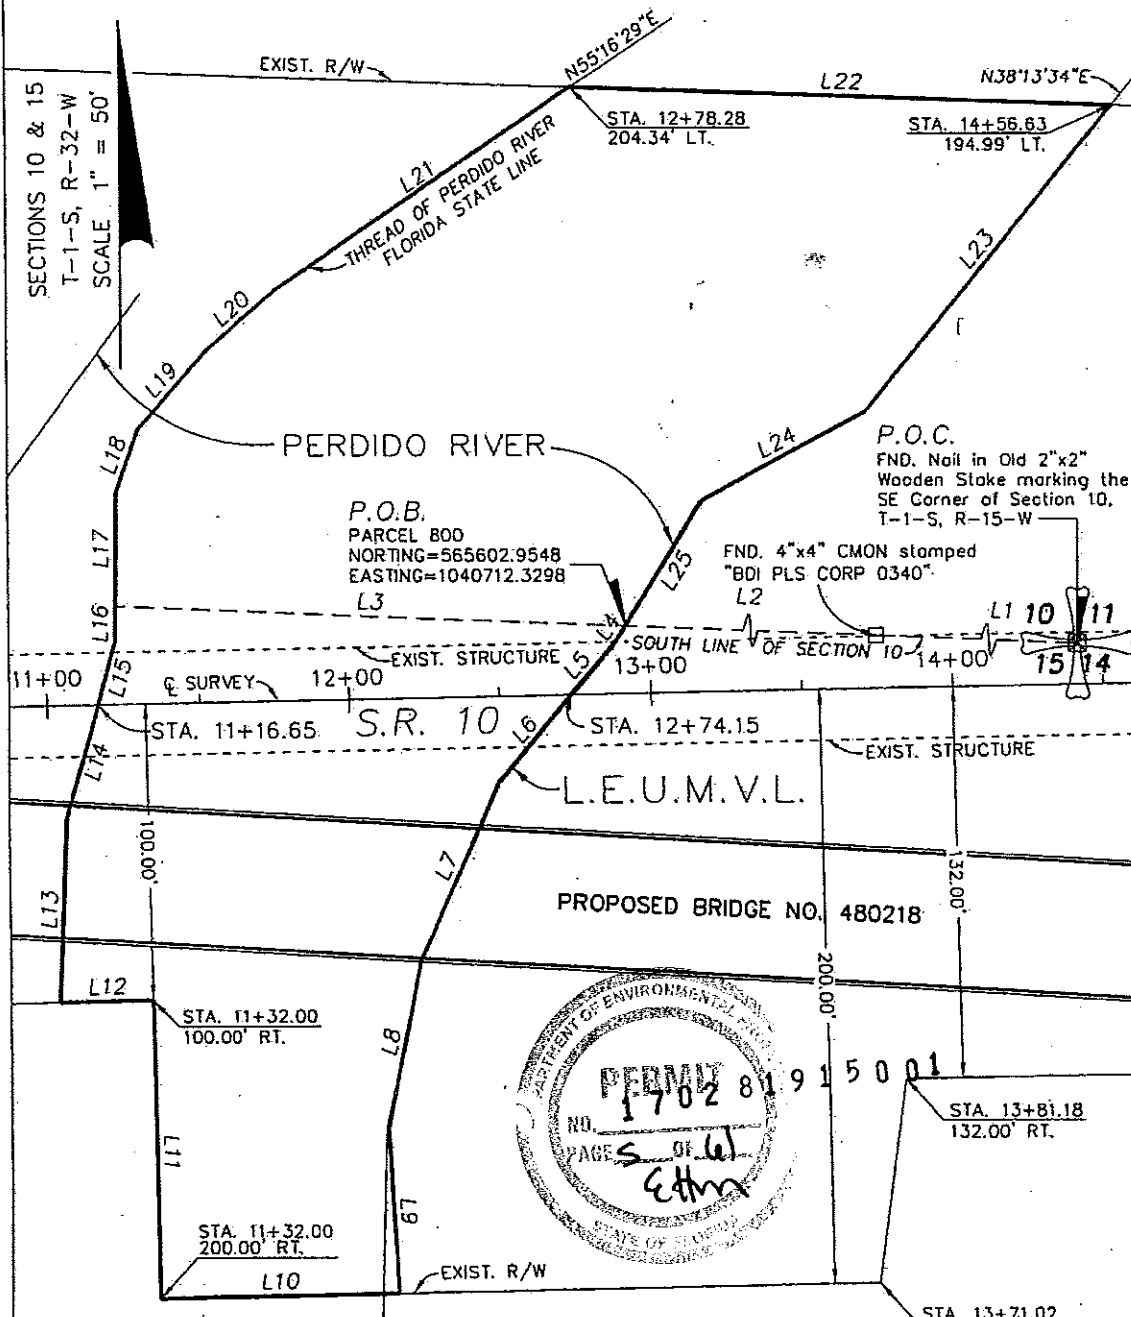 SECTIONS 10 & 15
T-1-S, R-32-W
SCALE 1" = 50'
EXIST. R/W
N55°16'29"E
L22
N38°13'34"E
STA. 12+78.28
204.34' LT.
STA. 14+56.63
194.99' LT.
L21
THREAD OF PERDIDO RIVER
FLORIDA STATE LINE
L23
L20
L19
L18
PERDIDO RIVER
L24
P.O.C.
FND. Nail in Old 2"x2"
Wooden Stake marking the
SE Corner of Section 10,
T-1-S, R-15-W
P.O.B.
PARCEL 800
NORTING=565602.9548
EASTING=1040712.3298
L17
L25
FND. 4"x4" CMON stamped
"BDI PLS CORP 0340"
L3
L2
L16
L4
L1
10
11
15
14
SOUTH LINE OF SECTION 10
EXIST. STRUCTURE
11+00
12+00
13+00
14+00
L15
℄ SURVEY
L5
STA. 11+16.65
S.R. 10
L6
STA. 12+74.15
L14
EXIST. STRUCTURE
L.E.U.M.V.L.
100.00'
L7
132.00'
L13
PROPOSED BRIDGE NO. 480218
200.00'
L12
STA. 11+32.00
100.00' RT.
L8
DEPARTMENT OF ENVIRONMENTAL
PERMIT
NO. 170281915001
PAGE 5 OF 61
STATE OF FLORIDA
STA. 13+81.18
132.00' RT.
L11
L9
STA. 11+32.00
200.00' RT.
L10
EXIST. R/W
STA. 13+71.02